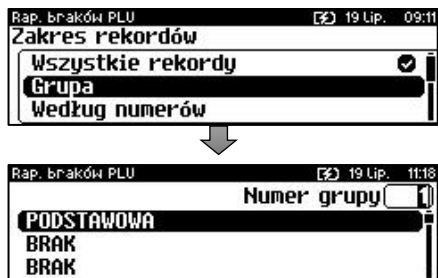 Rap. braków PLU 19 Lip. 09:11
Zakres rekordów
Wszystkie rekordy
Grupa
Według numerów
Rap. braków PLU 19 Lip. 11:18
Numer grupy 1
PODSTAWOWA
BRAK
BRAK